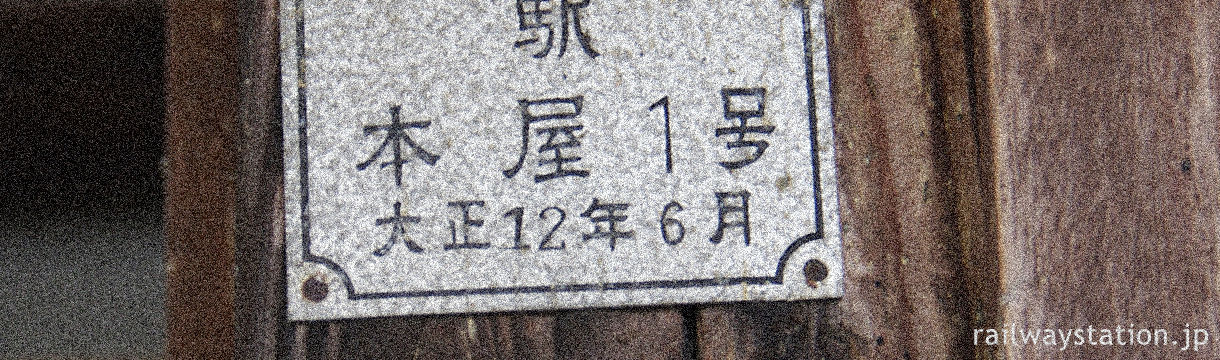 駅
本屋1号
大正12年6月
railwaystation.jp